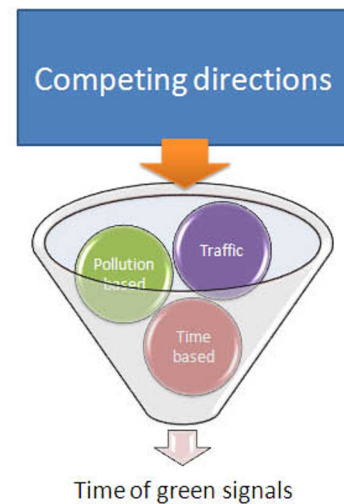 Competing directions
Traffic
Pollution
based
Time
based
Time of green signals